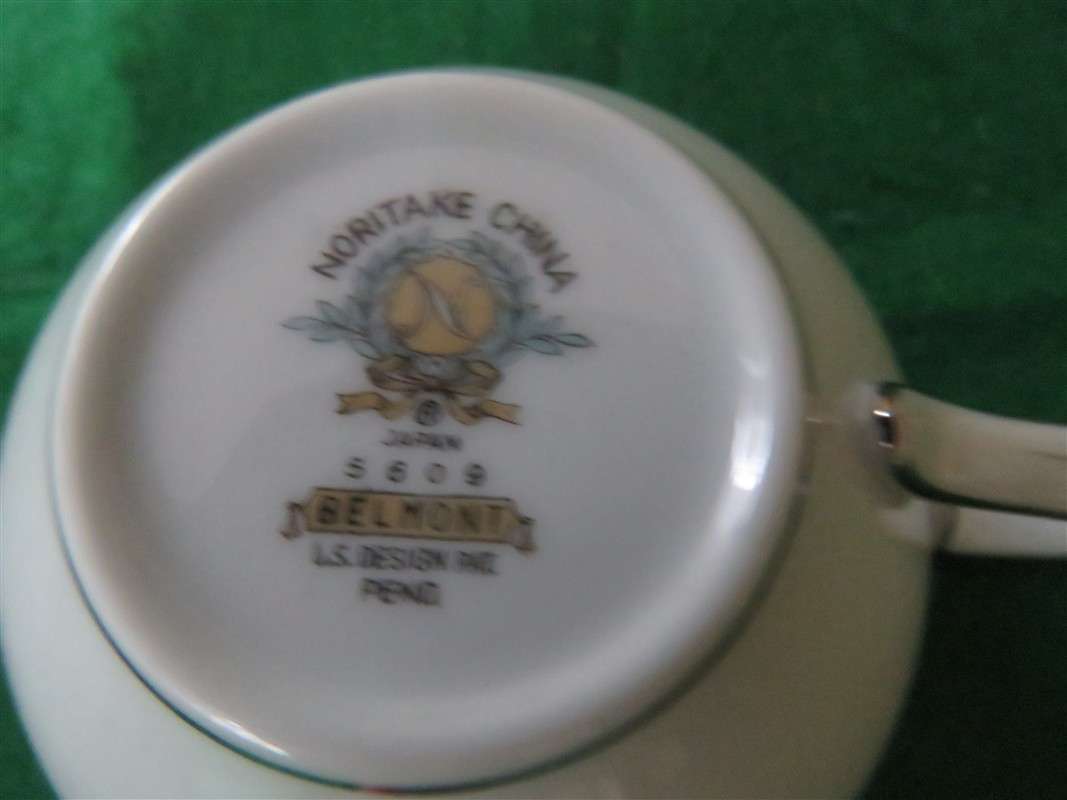 NORITAKE CHINA
N
®
JAPAN
5609
BELMONT
U.S. DESIGN PAT.
PEND.